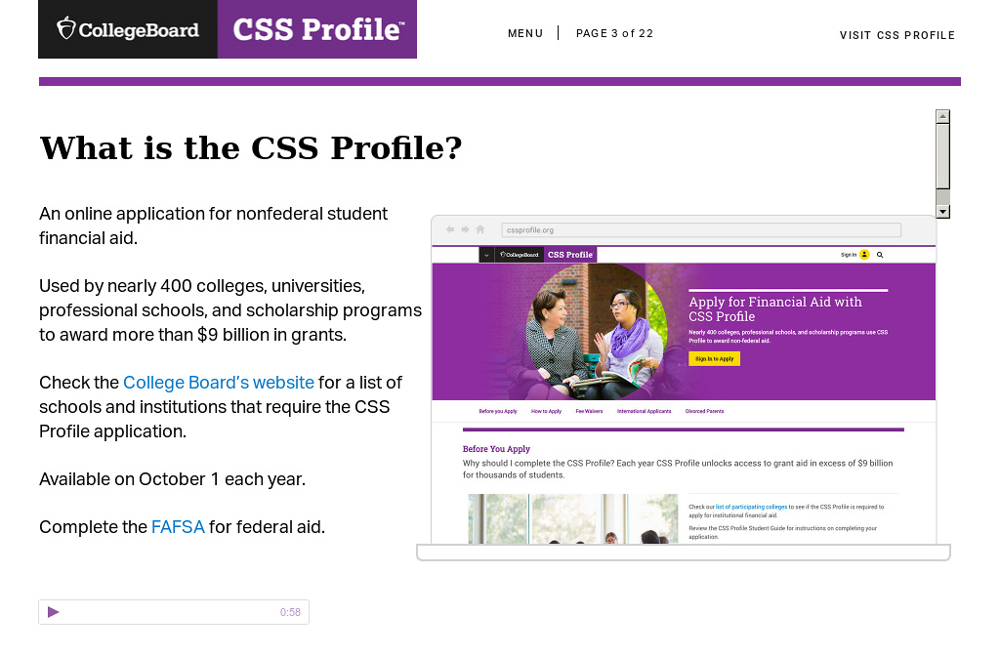 CollegeBoard
CSS Profile™
MENU
PAGE 3 of 22
VISIT CSS PROFILE
What is the CSS Profile?
An online application for nonfederal student
financial aid.
Used by nearly 400 colleges, universities,
professional schools, and scholarship programs
to award more than $9 billion in grants.
Check the College Board’s website for a list of
schools and institutions that require the CSS
Profile application.
Available on October 1 each year.
Complete the FAFSA for federal aid.
0:58
cssprofile.org
CollegeBoard
CSS Profile
Sign In
Apply for Financial Aid with
CSS Profile
Nearly 400 colleges, professional schools, and scholarship programs use CSS
Profile to award non-federal aid.
Sign In to Apply
Before you Apply
How to Apply
Fee Waivers
International Applicants
Divorced Parents
Before You Apply
Why should I complete the CSS Profile? Each year CSS Profile unlocks access to grant aid in excess of $9 billion
for thousands of students.
Check our list of participating colleges to see if the CSS Profile is required to
apply for institutional financial aid.
Review the CSS Profile Student Guide for instructions on completing your
application.